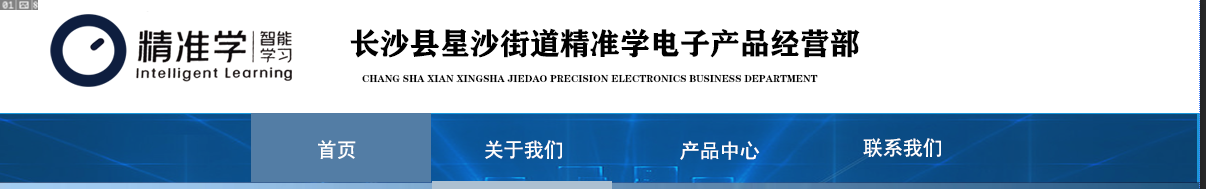 01 8
精准学 智能学习
Intelligent Learning
长沙县星沙街道精准学电子产品经营部
CHANG SHA XIAN XINGSHA JIEDAO PRECISION ELECTRONICS BUSINESS DEPARTMENT
首页 关于我们 产品中心 联系我们